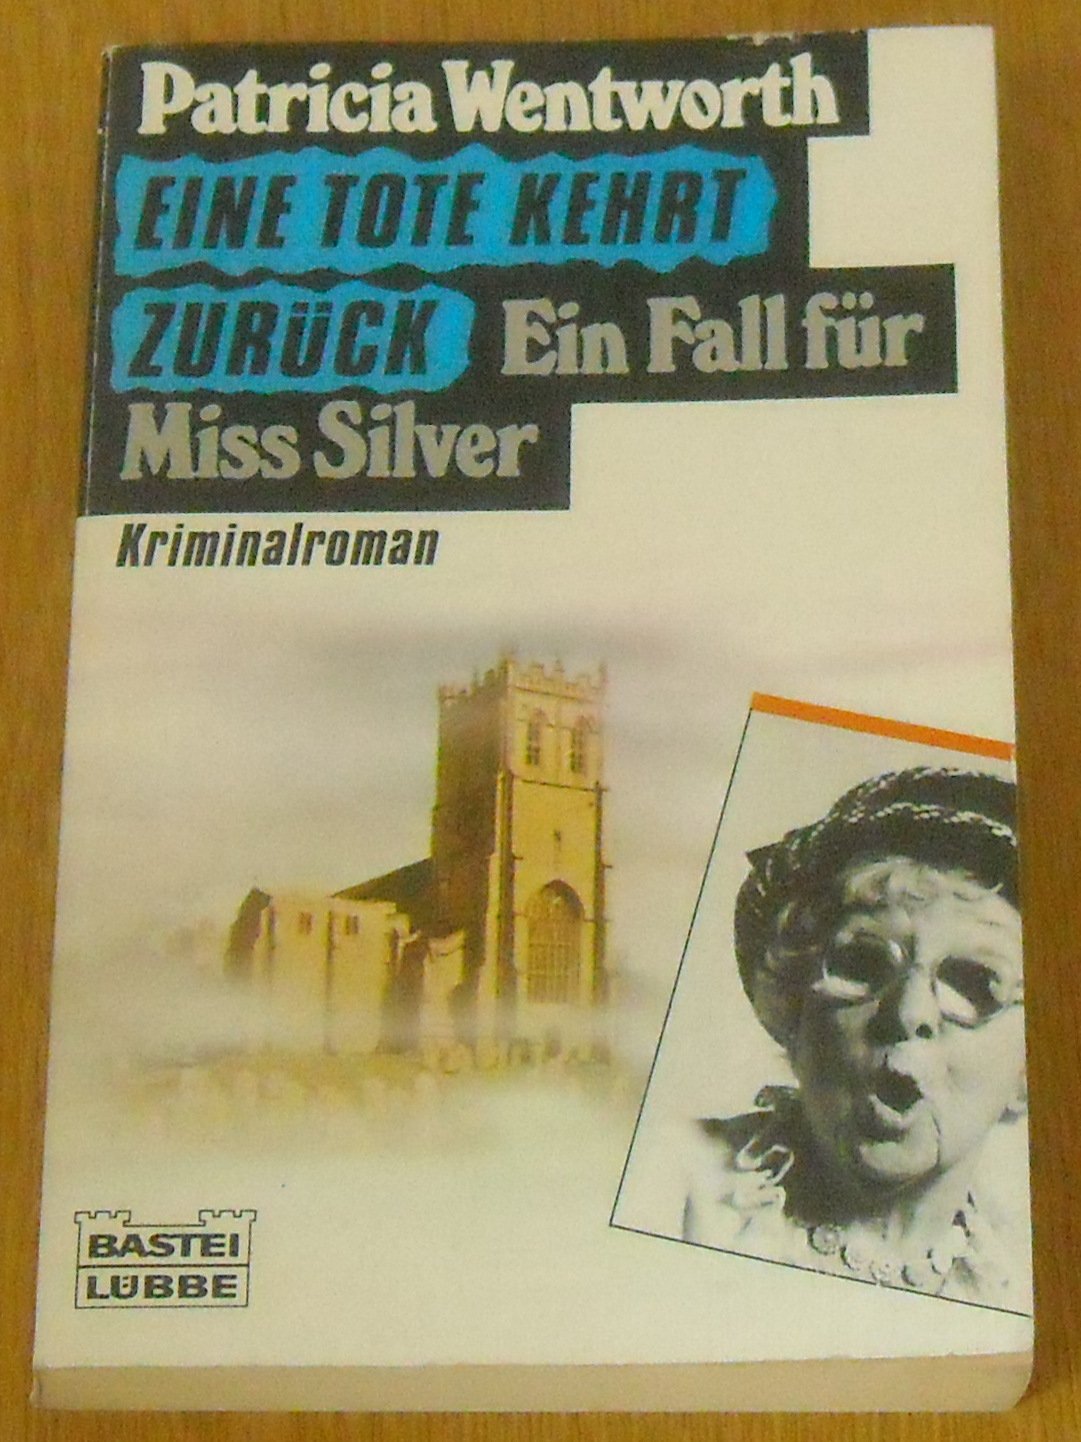 Patricia Wentworth
EINE TOTE KEHRT
ZURÜCK Ein Fall für
Miss Silver
Kriminalroman
BASTEI
LÜBBE